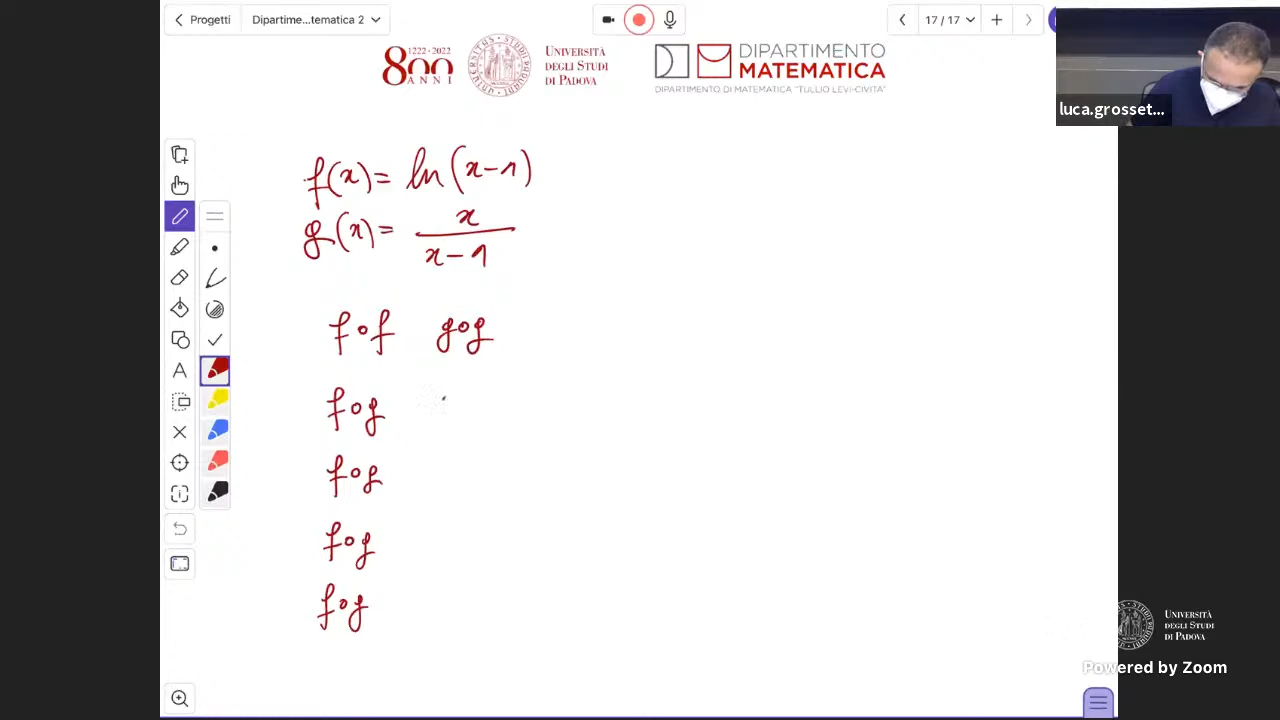 Progetti
Dipartime...tematica 2
17 / 17
800
1222·2022
ANNI
UNIVERSITÀ
DEGLI STUDI
DI PADOVA
DIPARTIMENTO
MATEMATICA
DIPARTIMENTO DI MATEMATICA "TULLIO LEVI-CIVITA"
luca.grosset...
f(x) = ln(x-1)
g(x) = x/(x-1)
f∘f g∘g
f∘g
f∘g
f∘g
f∘g
A
UNIVERSITÀ
DEGLI STUDI
DI PADOVA
Powered by Zoom